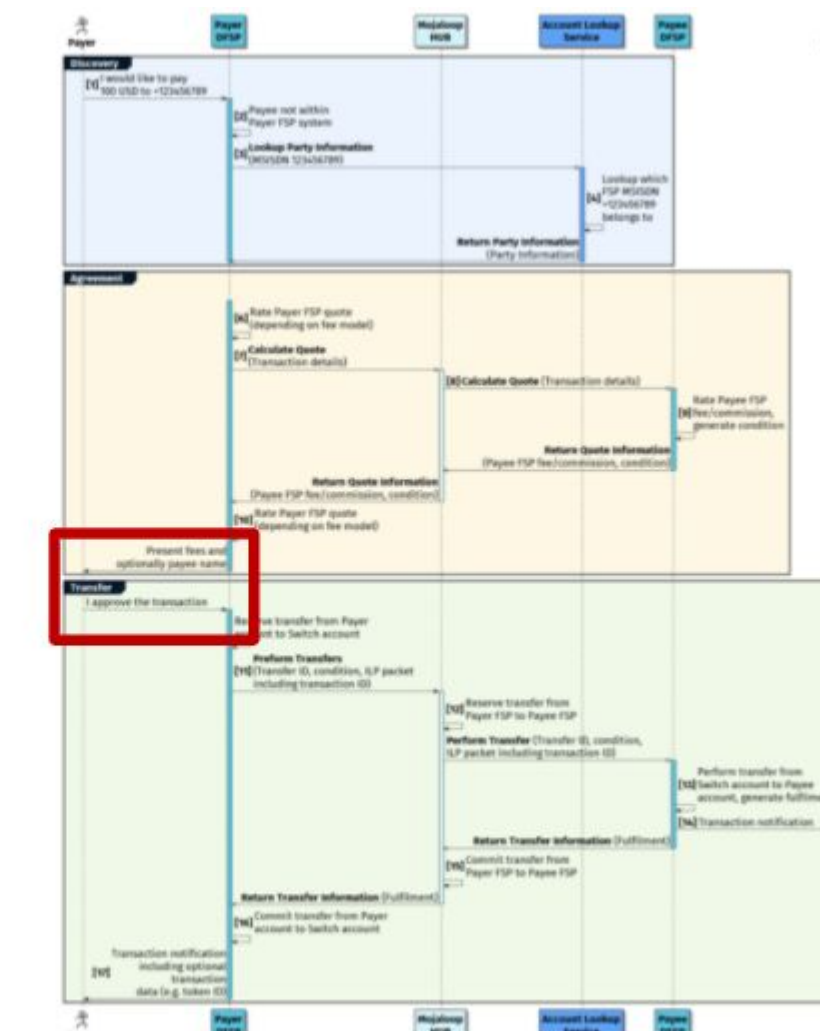 Payer
Payer
DFSP
Mojaloop
HUB
Account Lookup
Service
Payee
DFSP
Discovery
[1] I would like to pay
100 USD to +123456789
[2] Payee not within
Payer FSP system
[3] Lookup Party Information
(MSISDN 123456789)
[4] Lookup which
FSP MSISDN
+123456789
belongs to
Return Party Information
(Party Information)
Agreement
[6] Rate Payer FSP quote
(depending on fee model)
[7] Calculate Quote
(Transaction details)
[8] Calculate Quote (Transaction details)
[9] Rate Payee FSP
fee/commission,
generate condition
Return Quote Information
(Payee FSP fee/commission, condition)
Return Quote Information
(Payee FSP fee/commission, condition)
[10] Rate Payer FSP quote
(depending on fee model)
Present fees and
optionally payee name
Transfer
I approve the transaction
transfer from Payer
to Switch account
Preform Transfers
[11] (Transfer ID, condition, ILP packet
including transaction ID)
[12] Reserve transfer from
Payer FSP to Payee FSP
Perform Transfer (Transfer ID, condition,
ILP packet including transaction ID)
[13] Perform transfer from
Switch account to Payee
account, generate
[14] Transaction notification
Return Transfer Information (Fulfilment)
[15] Commit transfer from
Payer FSP to Payee FSP
Return Transfer Information (Fulfilment)
[16] Commit transfer from Payer
account to Switch account
[17] Transaction notification
including optional
transaction
data (e.g. token ID)
Payer
Mojaloop
Account Lookup
Payee